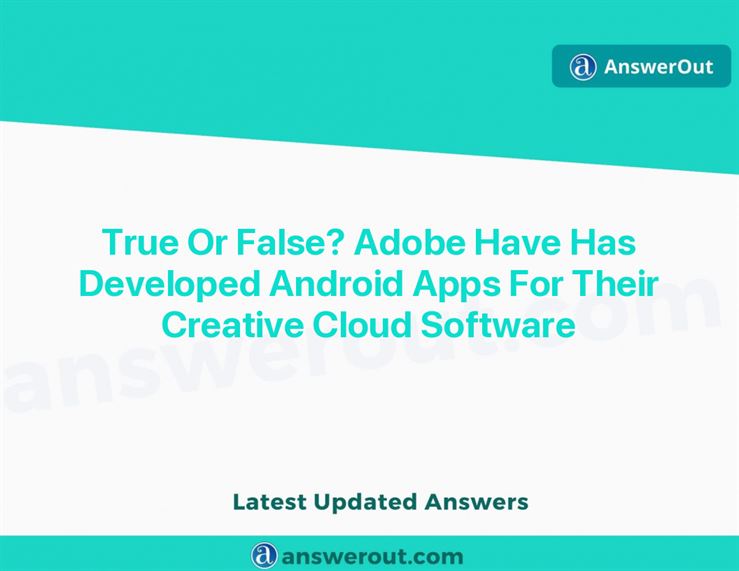 AnswerOut
True Or False? Adobe Have Has
Developed Android Apps For Their
Creative Cloud Software
answerout.com
Latest Updated Answers
answerout.com